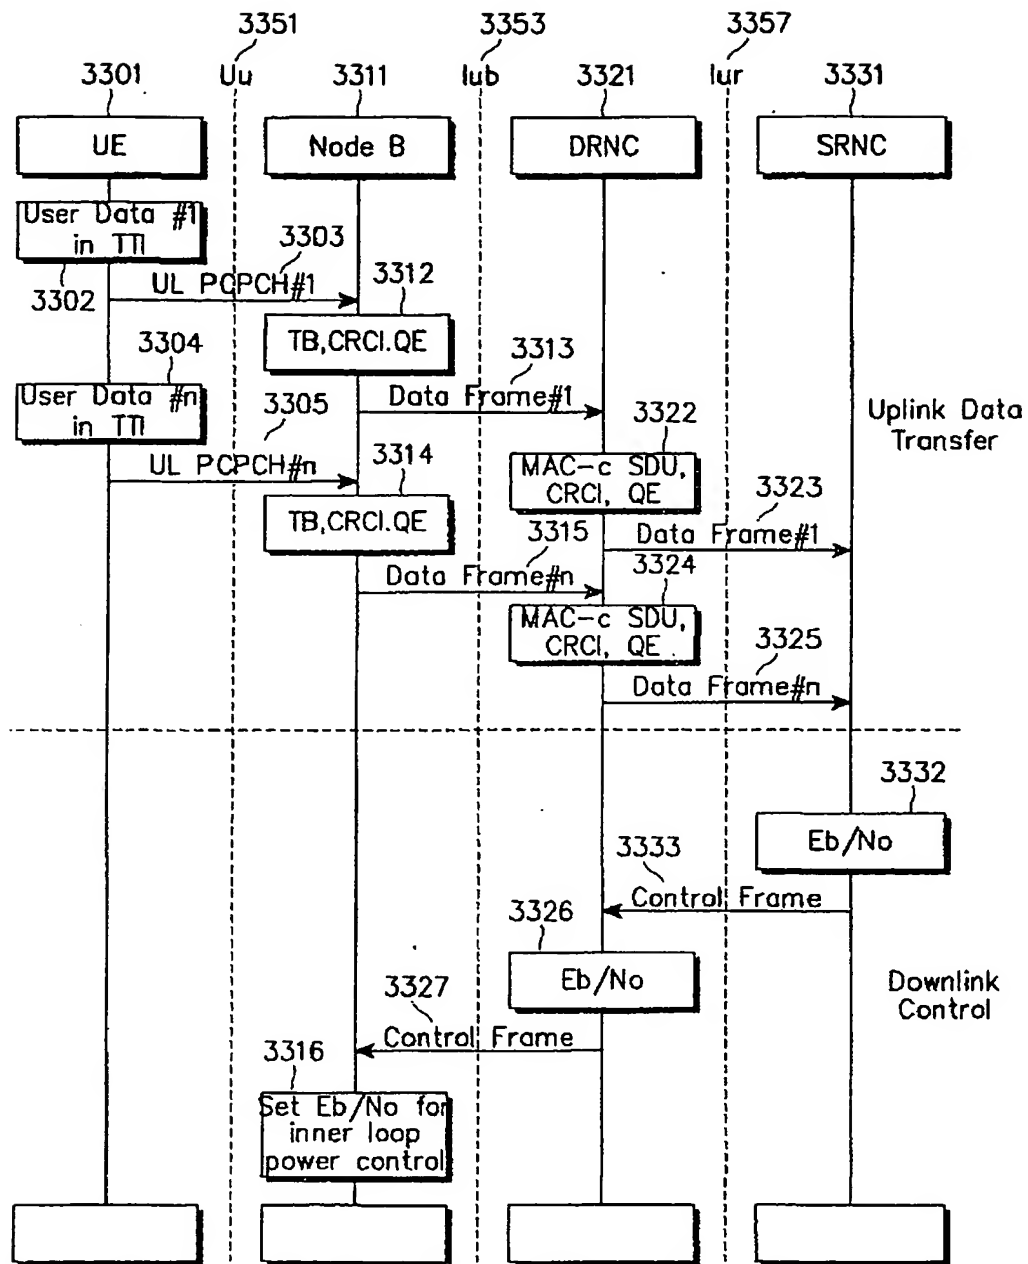 3351
3353
3357
3301
Uu
3311
Iub
3321
Iur
3331
UE
Node B
DRNC
SRNC
User Data #1
in TTI
3302
3303
UL PCPCH#1
3312
TB,CRCI.QE
3304
User Data #n
in TTI
3313
Data Frame#1
3305
UL PCPCH#n
3322
MAC-c SDU,
CRCI, QE
Uplink Data
Transfer
3314
TB,CRCI.QE
3323
Data Frame#1
3315
Data Frame#n
3324
MAC-c SDU,
CRCI, QE
3325
Data Frame#n
3332
Eb/No
3333
Control Frame
3326
Eb/No
Downlink
Control
3327
Control Frame
3316
Set Eb/No for
inner loop
power control